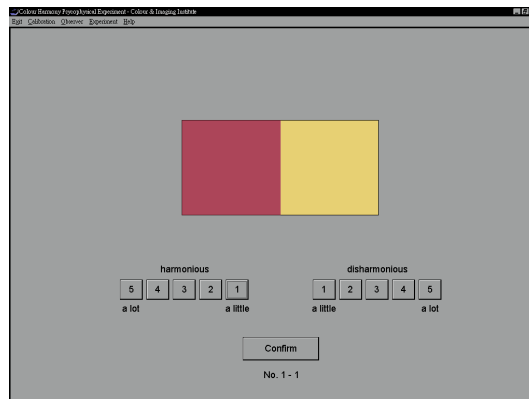 Colour Harmony Psycophysical Experiment - Colour & Imaging Institute
Exit Calibration Observer Experiment Help
harmonious disharmonious
5 4 3 2 1 1 2 3 4 5
a lot a little a little a lot
Confirm
No. 1 - 1